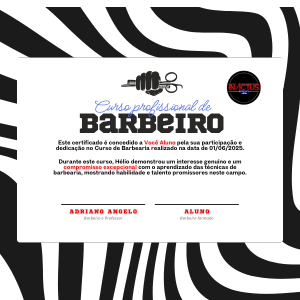 INVICTUS
Curso profissional de
BARBEIRO
Este certificado é concedido a Você Aluno pela sua participação e
dedicação no Curso de Barbearia realizado na data de 01/06/2025.
Durante este curso, Hélio demonstrou um interesse genuíno e um
compromisso excepcional com o aprendizado das técnicas de
barbearia, mostrando habilidade e talento promissores neste campo.
ADRIANO ANGELO
Barbeiro e Professor
ALUNO
Barbeiro formado